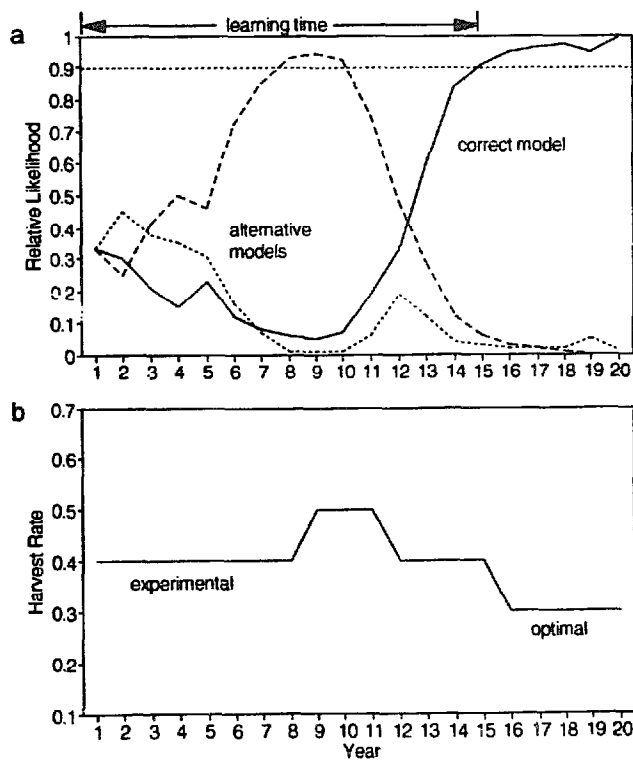 learning time
a
1
0.9
0.8
0.7
0.6
0.5
0.4
0.3
0.2
0.1
0
Relative Likelihood
correct model
alternative
models
1 2 3 4 5 6 7 8 9 10 11 12 13 14 15 16 17 18 19 20
b
0.7
0.6
0.5
0.4
0.3
0.2
0.1
Harvest Rate
experimental
optimal
1 2 3 4 5 6 7 8 9 10 11 12 13 14 15 16 17 18 19 20
Year